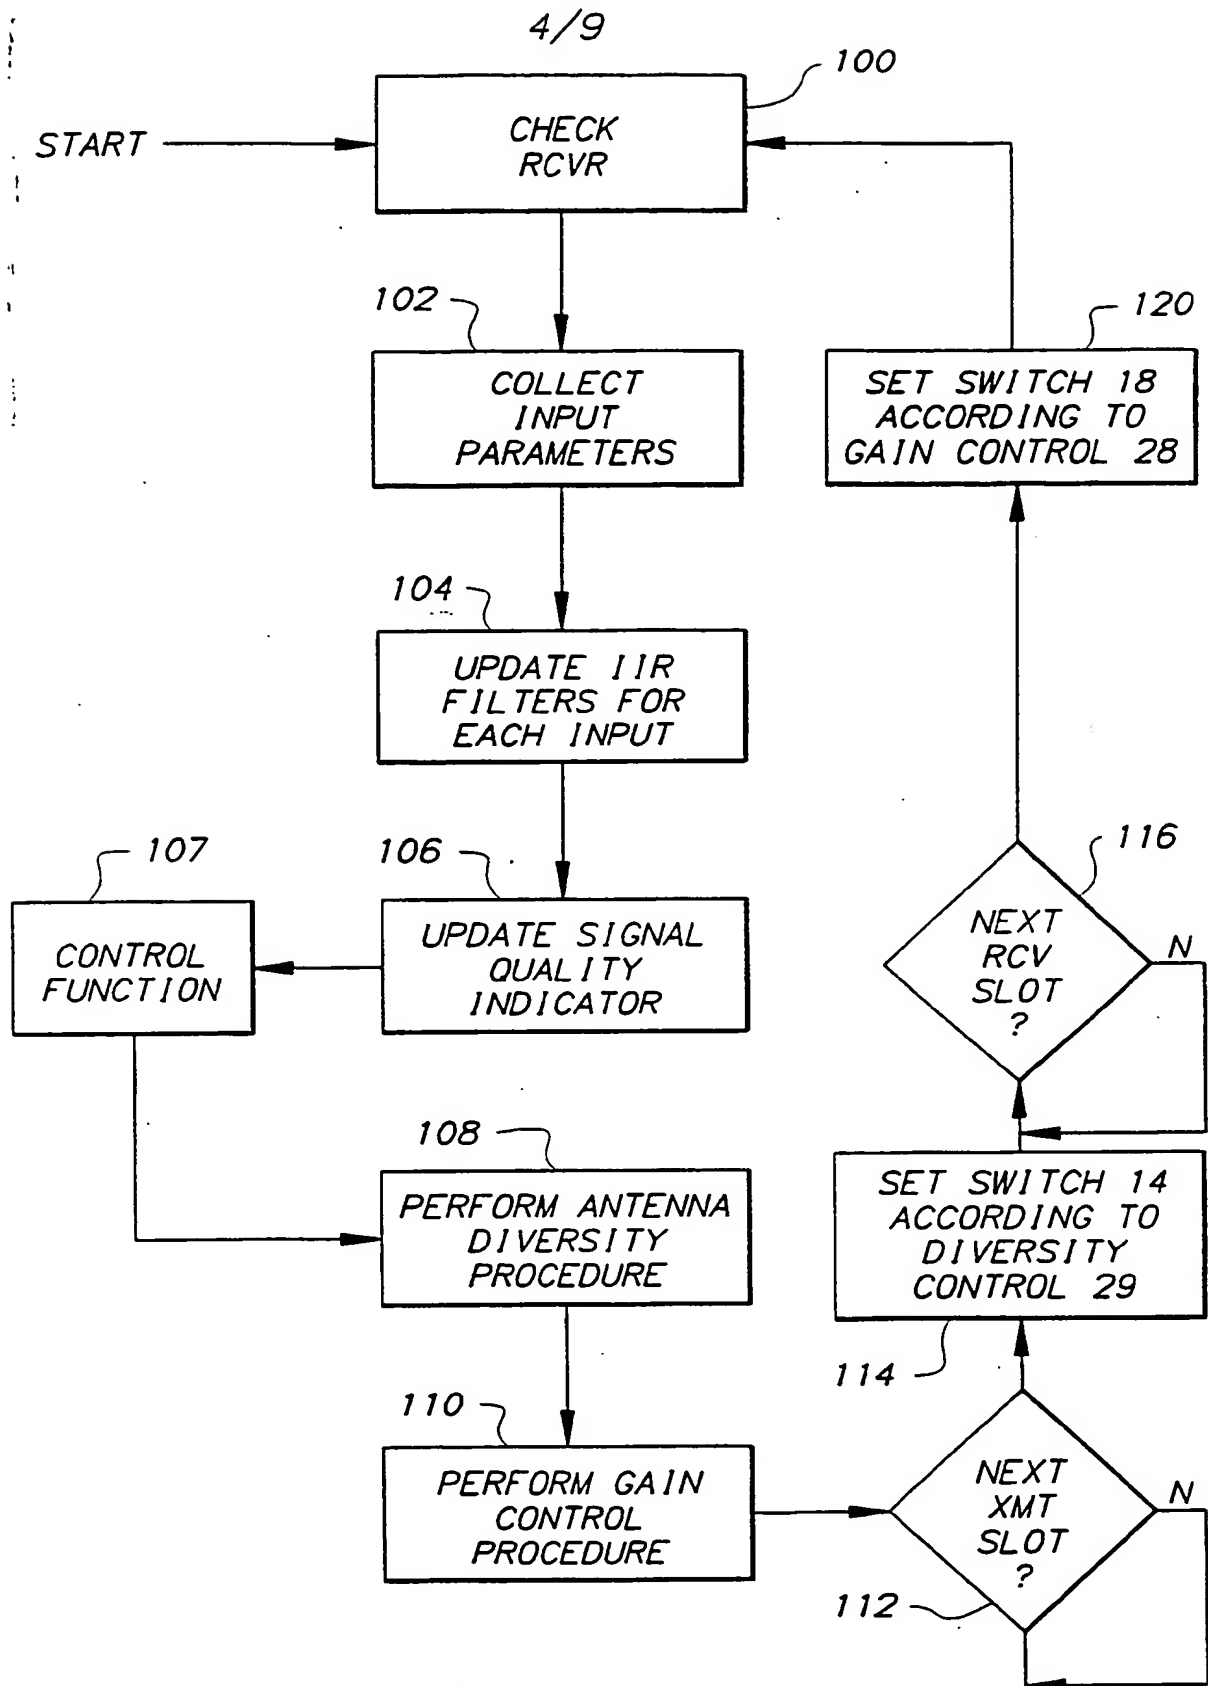 4/9
100
START
CHECK
RCVR
102
COLLECT
INPUT
PARAMETERS
120
SET SWITCH 18
ACCORDING TO
GAIN CONTROL 28
104
UPDATE IIR
FILTERS FOR
EACH INPUT
107
CONTROL
FUNCTION
106
UPDATE SIGNAL
QUALITY
INDICATOR
116
NEXT
RCV
SLOT
?
N
108
PERFORM ANTENNA
DIVERSITY
PROCEDURE
SET SWITCH 14
ACCORDING TO
DIVERSITY
CONTROL 29
114
110
PERFORM GAIN
CONTROL
PROCEDURE
NEXT
XMT
SLOT
?
N
112